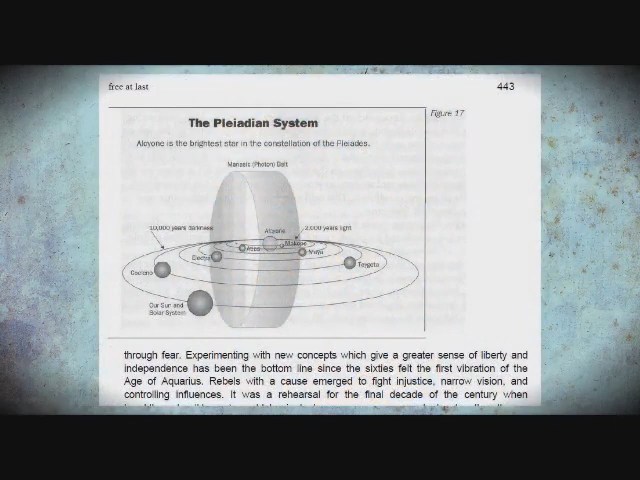 free at last
443
Figure 17
The Pleiadian System
Alcyone is the brightest star in the constellation of the Pleiades.
Manasic (Photon) Belt
10,000 years darkness
2,000 years light
Alcyone
Merope
Atlas
Maya
Electra
Taygeta
Coeleno
Our Sun and
Solar System
through fear. Experimenting with new concepts which give a greater sense of liberty and
independence has been the bottom line since the sixties felt the first vibration of the
Age of Aquarius. Rebels with a cause emerged to fight injustice, narrow vision, and
controlling influences. It was a rehearsal for the final decade of the century when